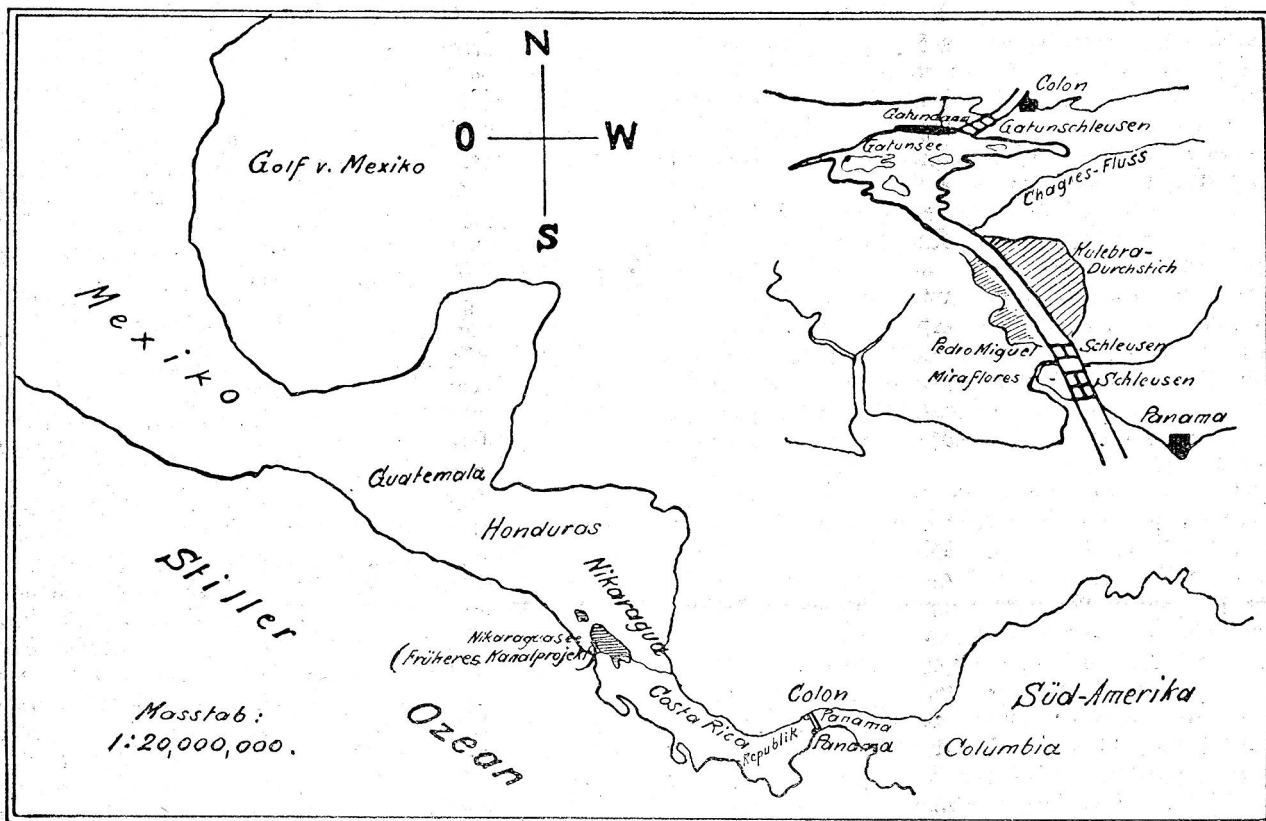 N
O W
S
Golf v. Mexiko
Mexiko
Colon
Gatundamm
Gatunschleusen
Gatunsee
Chagres-Fluss
Kulebra-
Durchstich
Pedro Miguel Schleusen
Miraflores Schleusen
Panama
Guatemala
Honduras
Nikaragua
Nikaraguasee
(Früheres Kanalprojekt)
Stiller
Ozean
Masstab:
1:20,000,000.
Costa Rica
Republik
Colon
Panama
Panama
Süd-Amerika
Columbia